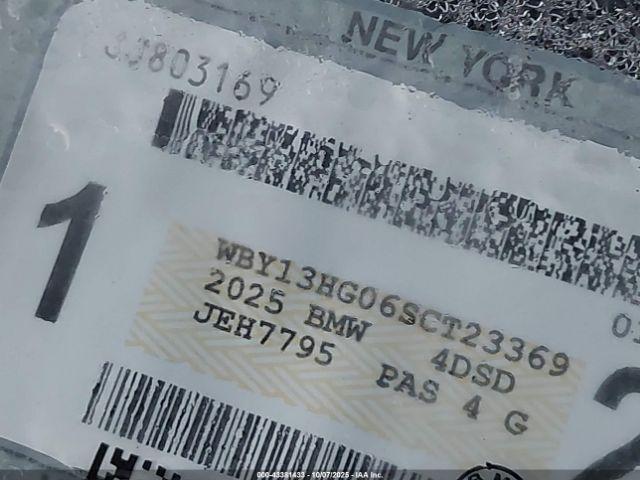 NEW YORK
3J803169
1
WBY13HG06SCT23369
2025 BMW 4DSD
JEH7795 PAS 4 G
000-43381433 - 10/07/2025 - IAA Inc.